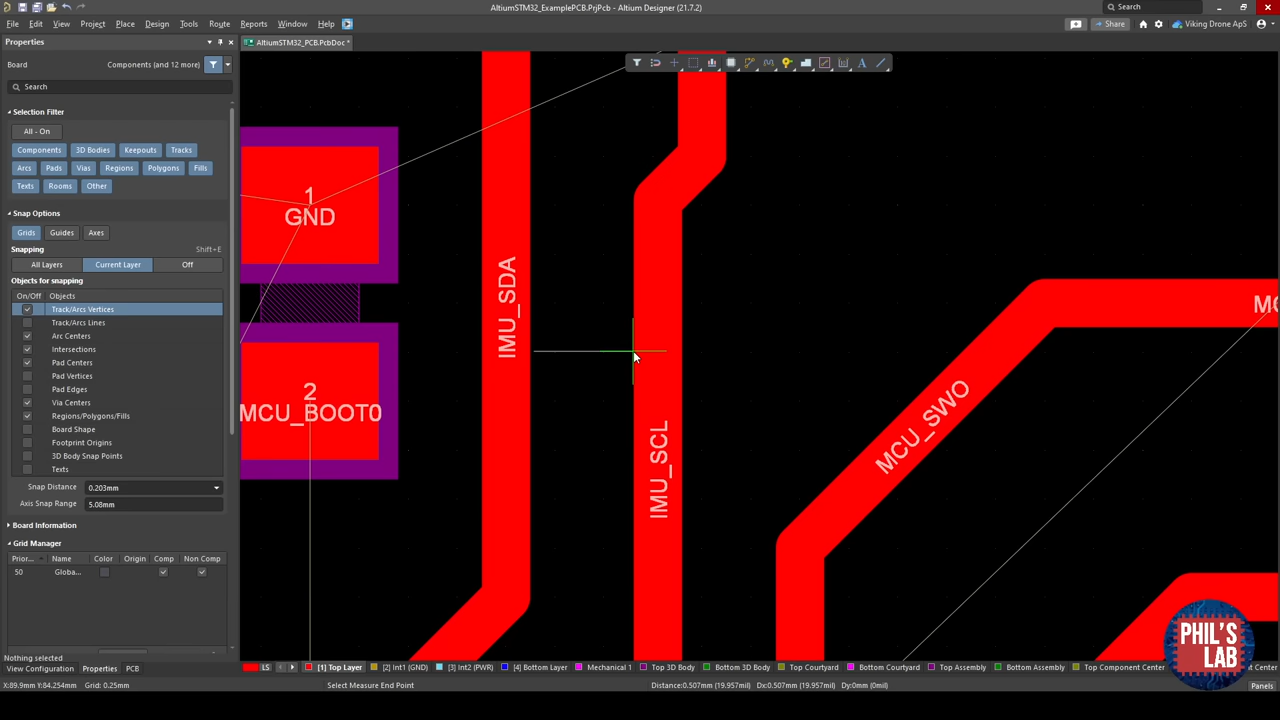 AltiumSTM32_ExamplePCB.PrjPcb - Altium Designer (21.7.2)
Search
File Edit View Project Place Design Tools Route Reports Window Help
Share
Viking Drone ApS
Properties
AltiumSTM32_PCB.PcbDoc *
Board
Components (and 12 more)
Search
Selection Filter
All - On
Components 3D Bodies Keepouts Tracks
Arcs Pads Vias Regions Polygons Fills
Texts Rooms Other
Snap Options
Grids Guides Axes
Snapping Shift+E
All Layers Current Layer Off
Objects for snapping
On/Off Objects
Track/Arcs Vertices
Track/Arcs Lines
Arc Centers
Intersections
Pad Centers
Pad Vertices
Pad Edges
Via Centers
Regions/Polygons/Fills
Board Shape
Footprint Origins
3D Body Snap Points
Texts
Snap Distance 0.203mm
Axis Snap Range 5.08mm
Board Information
Grid Manager
Prior... Name Color Origin Comp Non Comp
50 Globa...
Nothing selected
View Configuration Properties PCB
1
GND
2
MCU_BOOT0
IMU_SDA
IMU_SCL
MCU_SWO
MC
PHIL'S
LAB
LS [1] Top Layer [2] Int1 (GND) [3] Int2 (PWR) [4] Bottom Layer Mechanical 1 Top 3D Body Bottom 3D Body Top Courtyard Bottom Courtyard Top Assembly Bottom Assembly Top Component Center
X:89.9mm Y:84.254mm Grid: 0.25mm
Select Measure End Point
Distance:0.507mm (19.957mil) Dx:0.507mm (19.957mil) Dy:0mm (0mil)
Panels